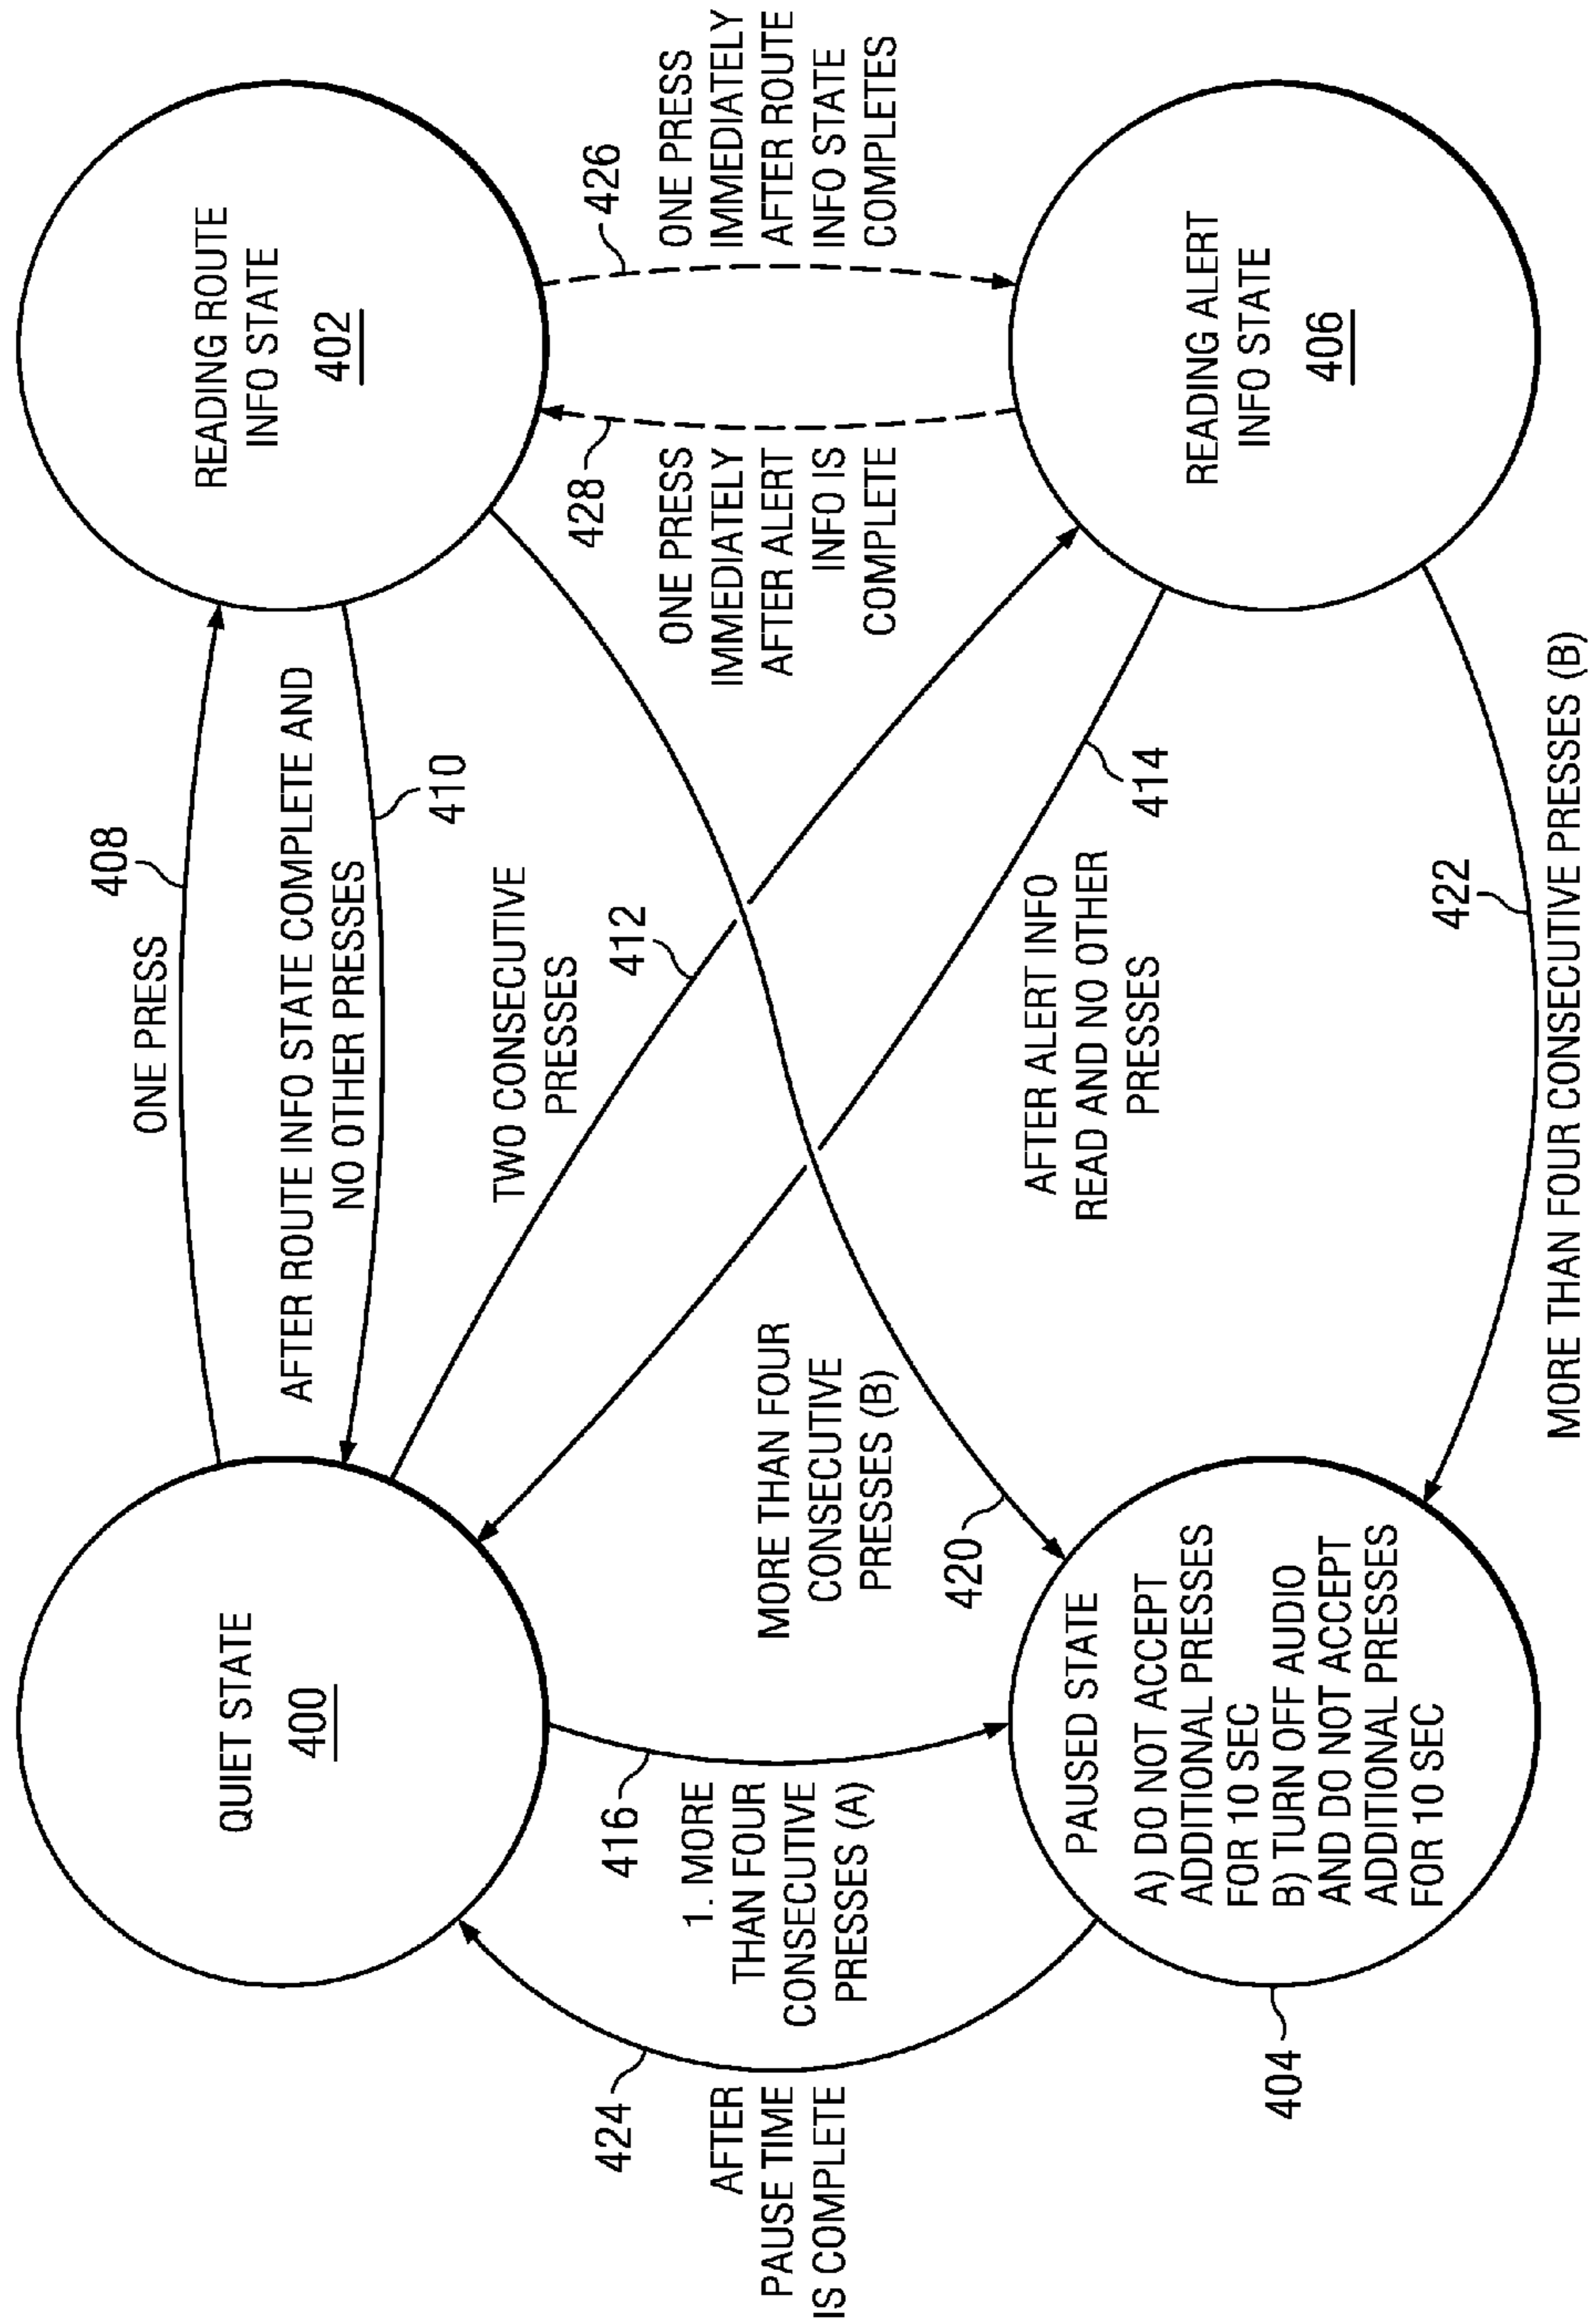 ONE PRESS
408
QUIET STATE
400
AFTER ROUTE INFO STATE COMPLETE AND
NO OTHER PRESSES
410
READING ROUTE
INFO STATE
402
TWO CONSECUTIVE
PRESSES
412
424
AFTER
PAUSE TIME
IS COMPLETE
416
1. MORE
THAN FOUR
CONSECUTIVE
PRESSES (A)
MORE THAN FOUR
CONSECUTIVE
PRESSES (B)
420
428
ONE PRESS
IMMEDIATELY
AFTER ALERT
INFO IS
COMPLETE
426
ONE PRESS
IMMEDIATELY
AFTER ROUTE
INFO STATE
COMPLETES
AFTER ALERT INFO
READ AND NO OTHER
PRESSES
414
404
PAUSED STATE
A) DO NOT ACCEPT
ADDITIONAL PRESSES
FOR 10 SEC
B) TURN OFF AUDIO
AND DO NOT ACCEPT
ADDITIONAL PRESSES
FOR 10 SEC
READING ALERT
INFO STATE
406
422
MORE THAN FOUR CONSECUTIVE PRESSES (B)